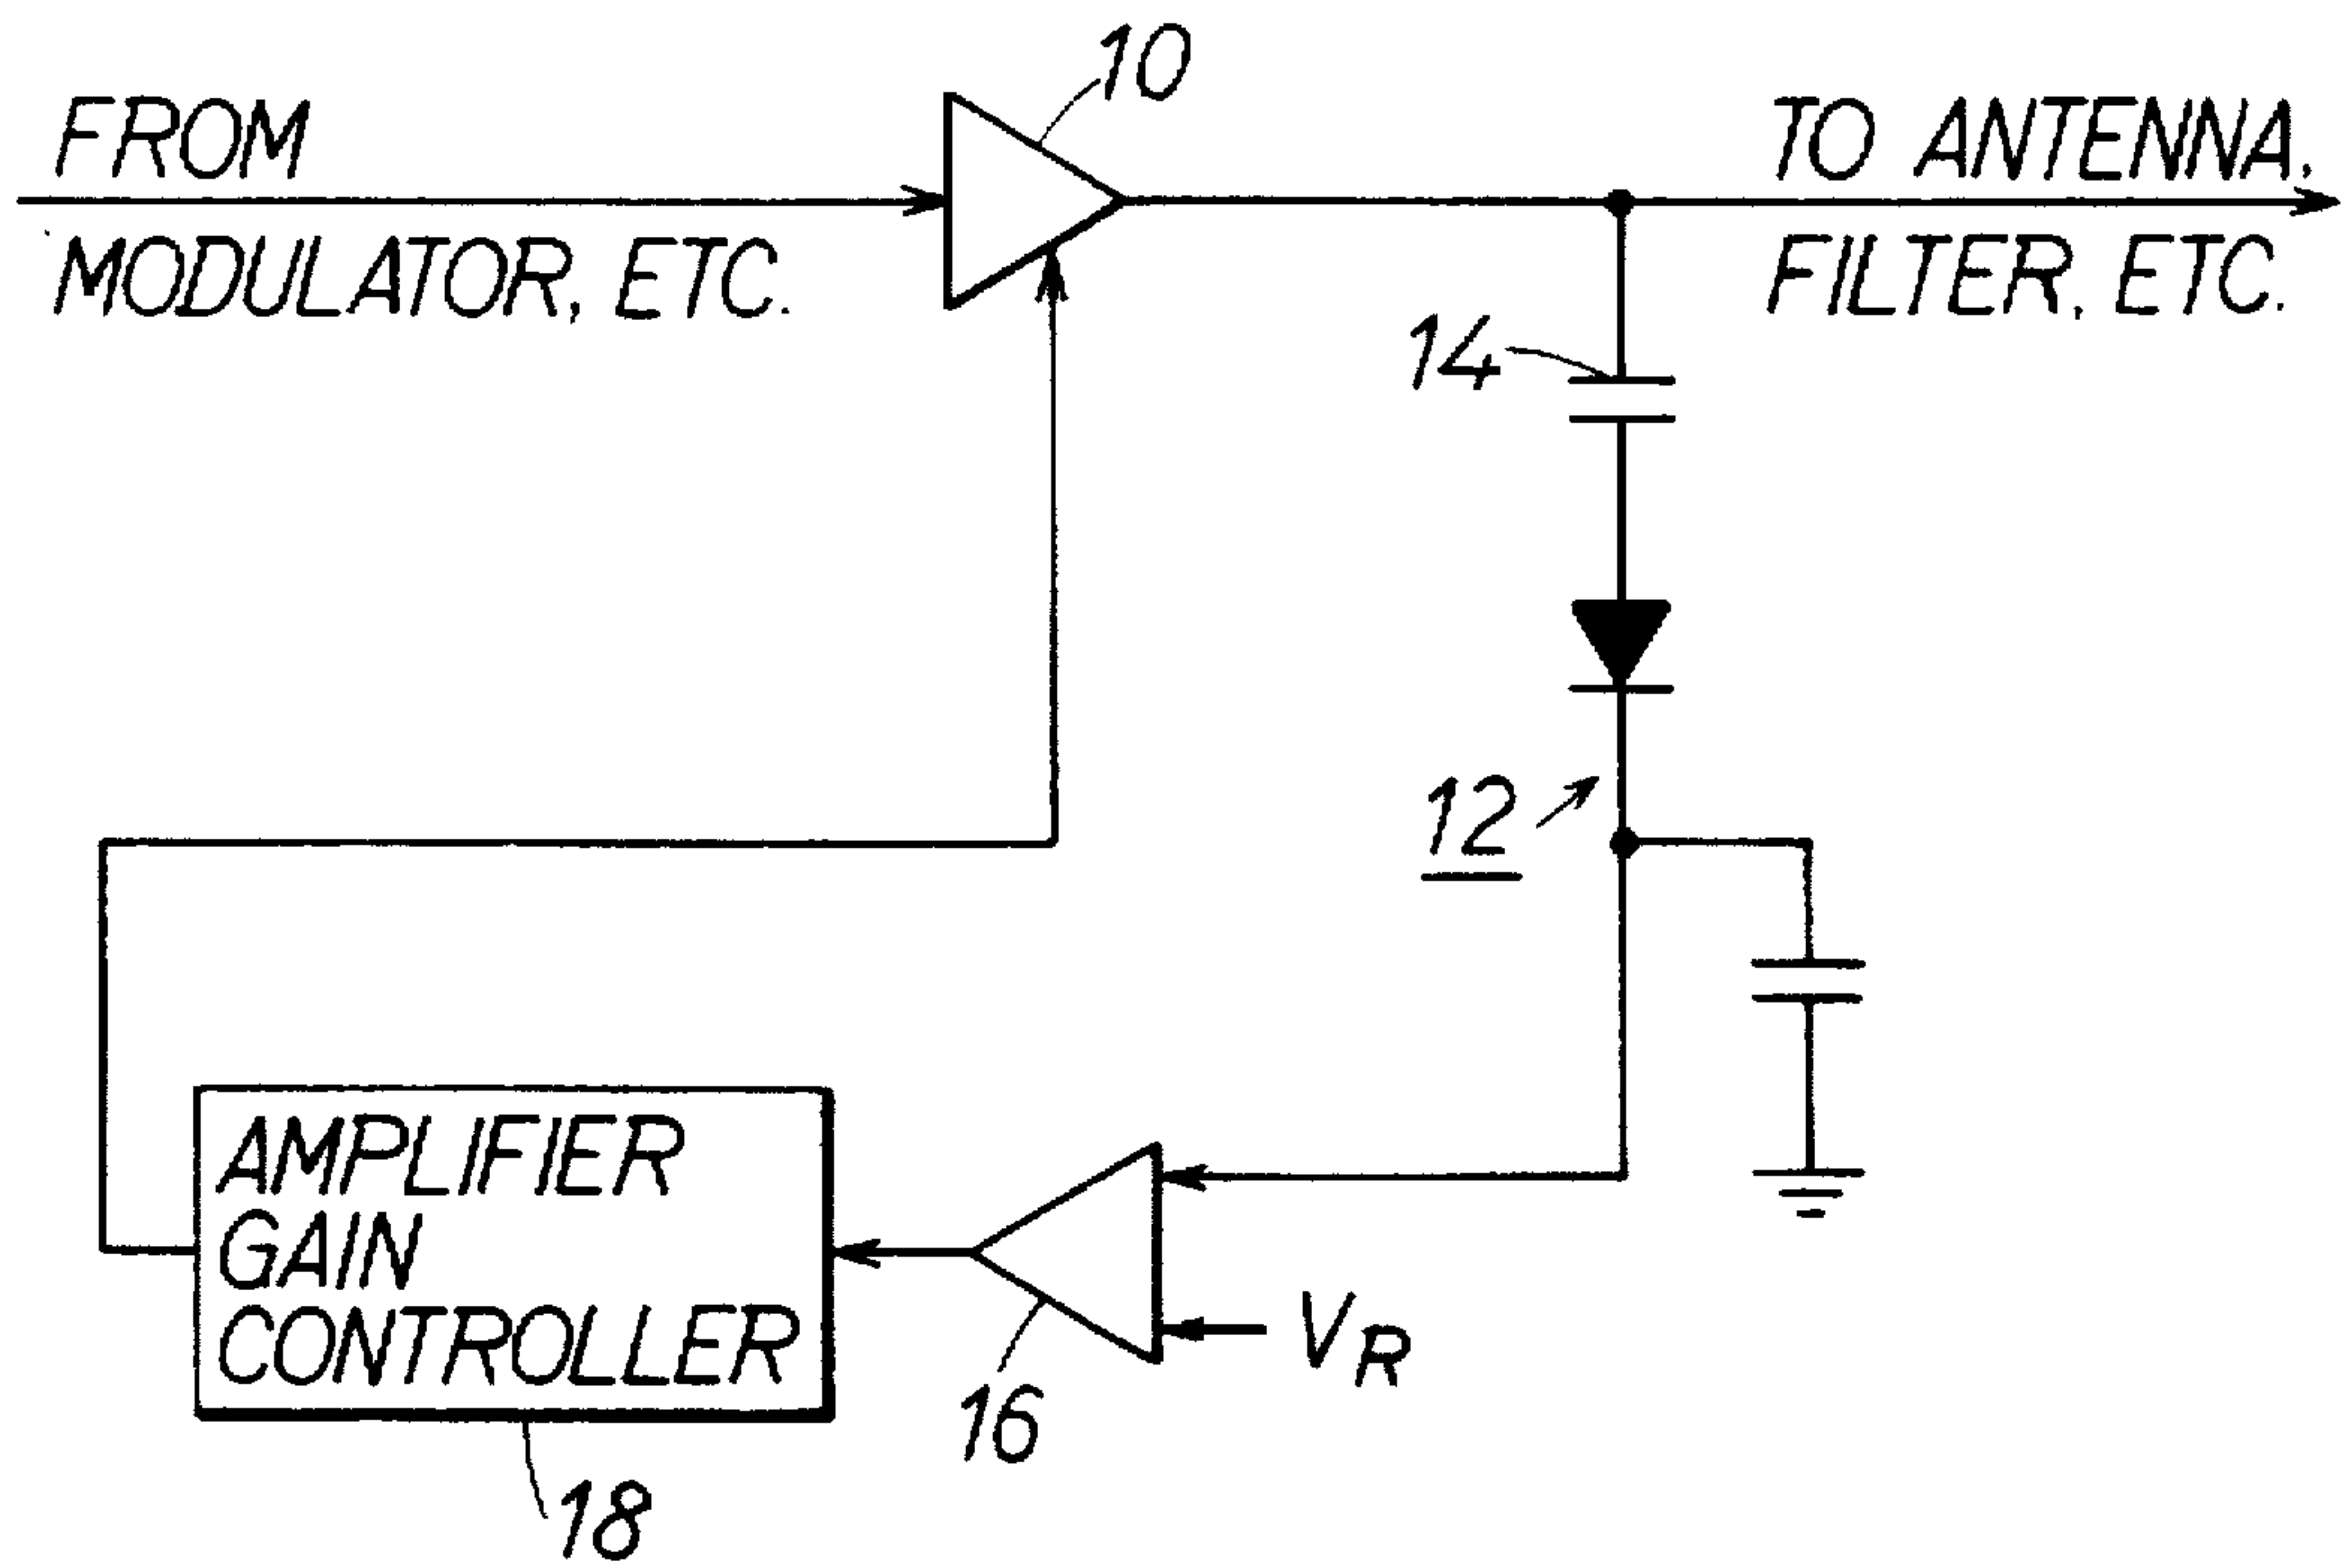 10
FROM
MODULATOR, ETC.
TO ANTENNA,
FILTER, ETC.
14
12
AMPLIFIER
GAIN
CONTROLLER
VR
16
18